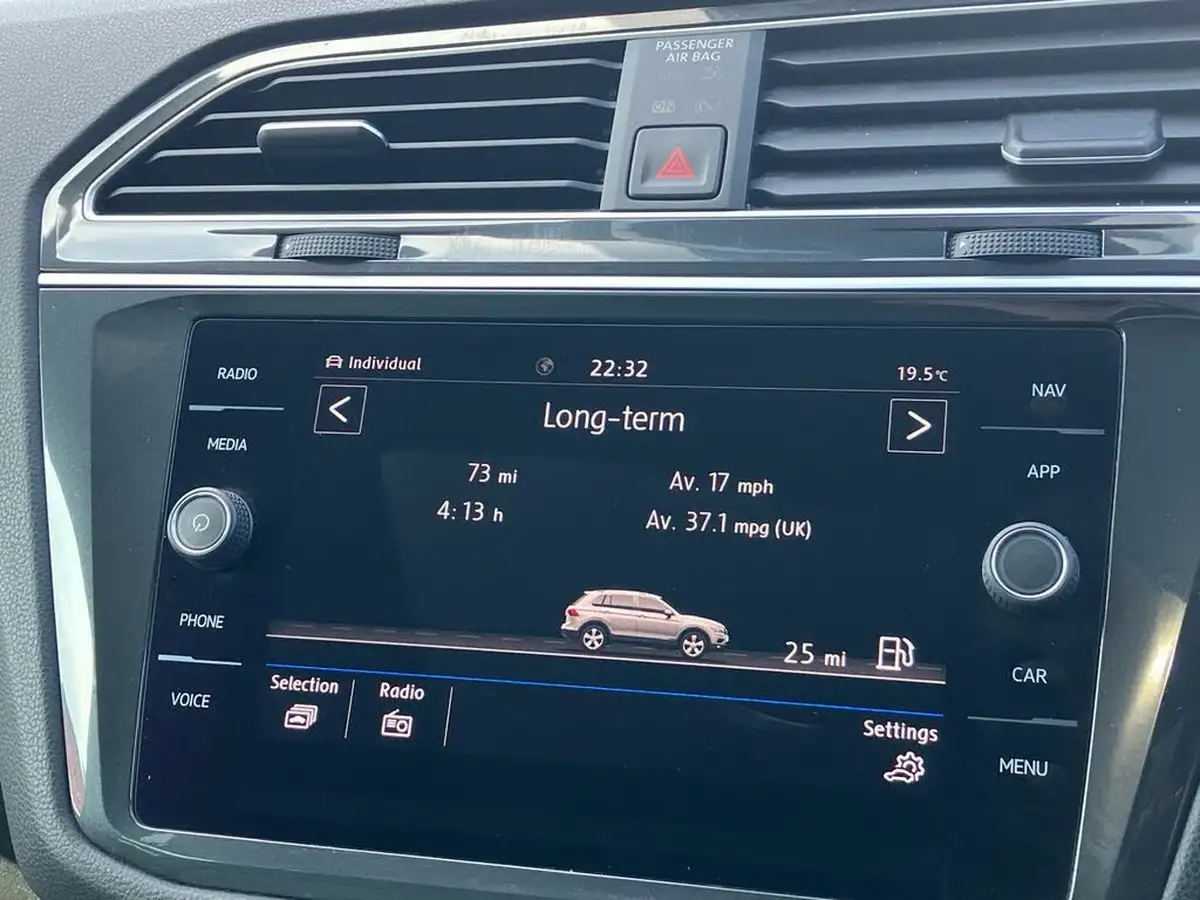 PASSENGER
AIR BAG
ON
RADIO
MEDIA
PHONE
VOICE
Individual
22:32
19.5°C
<
Long-term
>
73 mi
Av. 17 mph
4:13 h
Av. 37.1 mpg (UK)
25 mi
Selection
Radio
Settings
NAV
APP
CAR
MENU